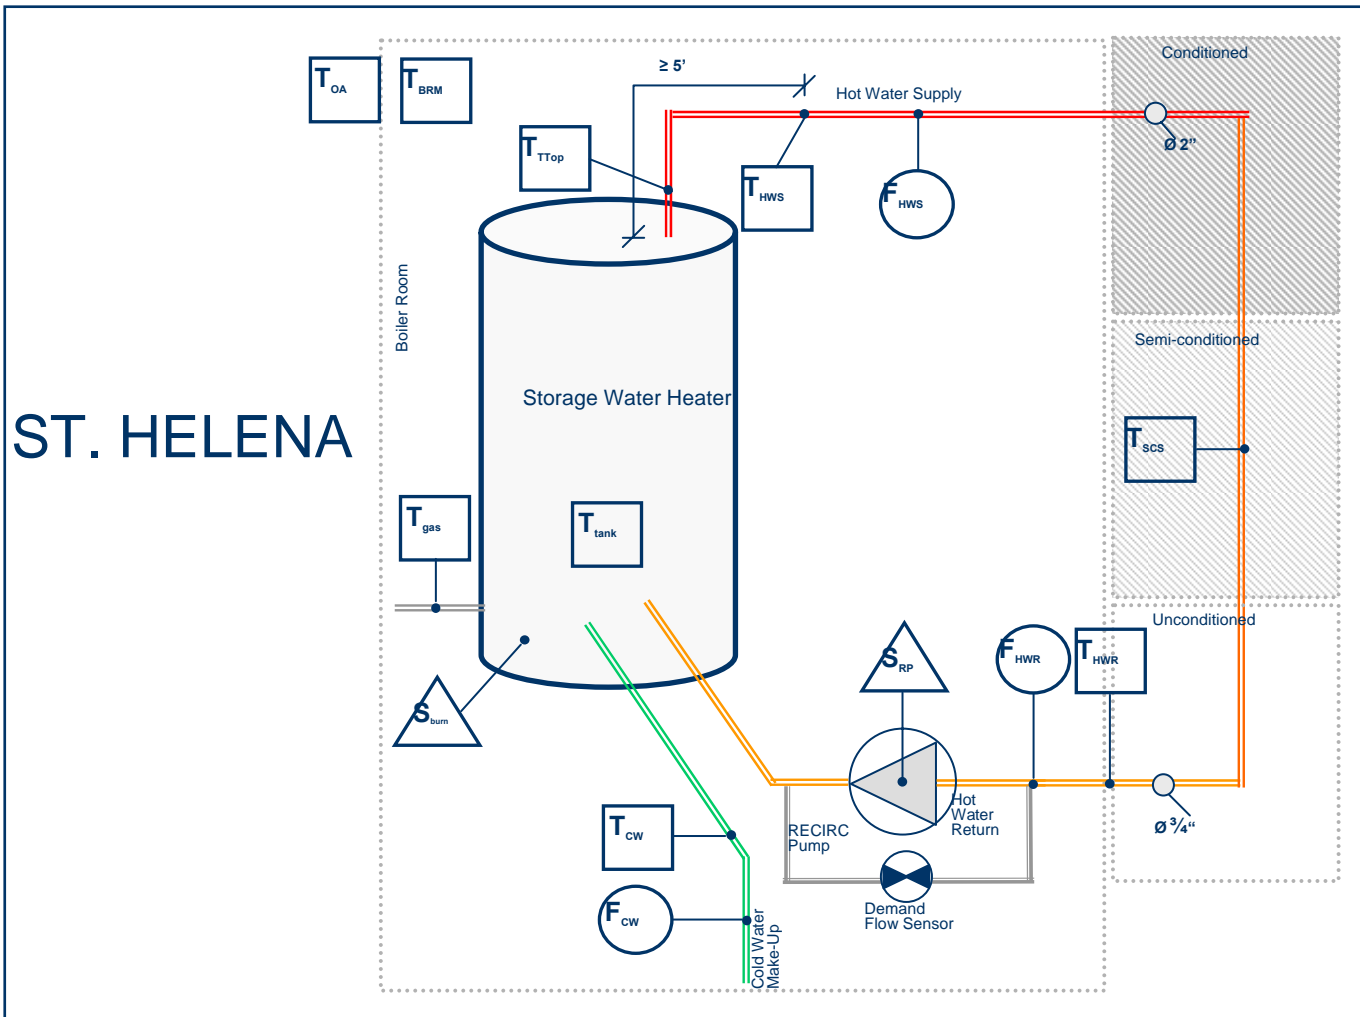 ≥ 5'
Conditioned
T OA
T BRM
Hot Water Supply
T TTop
Ø 2”
T HWS
F HWS
Boiler Room
Semi-conditioned
Storage Water Heater
ST. HELENA
T SCS
T gas
T tank
Unconditioned
S RP
F HWR
T HWR
S burn
Hot
Water
Return
RECIRC
Pump
Ø ¾“
T CW
F CW
Demand
Flow Sensor
Cold Water
Make-Up